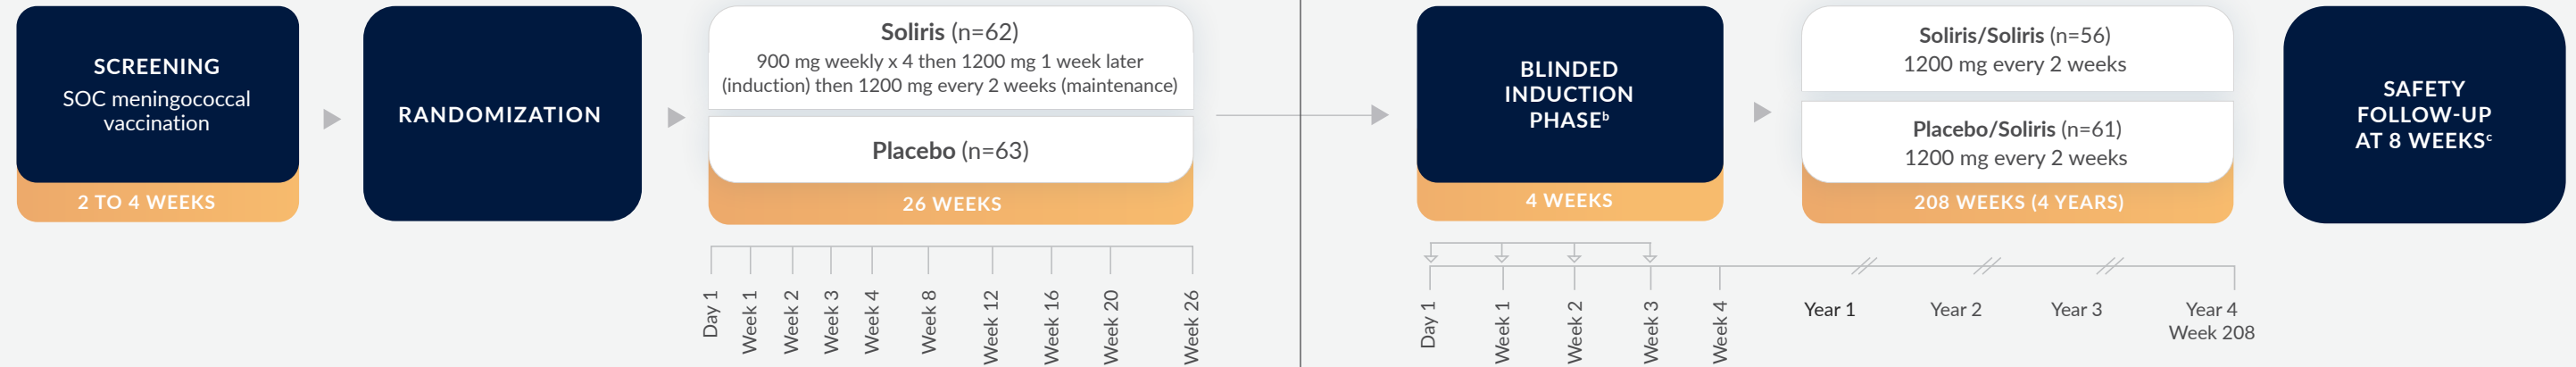 SCREENING
SOC meningococcal
vaccination
2 TO 4 WEEKS
RANDOMIZATION
Soliris (n=62)
900 mg weekly x 4 then 1200 mg 1 week later
(induction) then 1200 mg every 2 weeks (maintenance)
Placebo (n=63)
26 WEEKS
Day 1
Week 1
Week 2
Week 3
Week 4
Week 8
Week 12
Week 16
Week 20
Week 26
BLINDED
INDUCTION
PHASEᵇ
4 WEEKS
Soliris/Soliris (n=56)
1200 mg every 2 weeks
Placebo/Soliris (n=61)
1200 mg every 2 weeks
208 WEEKS (4 YEARS)
Day 1
Week 1
Week 2
Week 3
Week 4
Year 1
Year 2
Year 3
Year 4
Week 208
SAFETY
FOLLOW-UP
AT 8 WEEKSᶜ